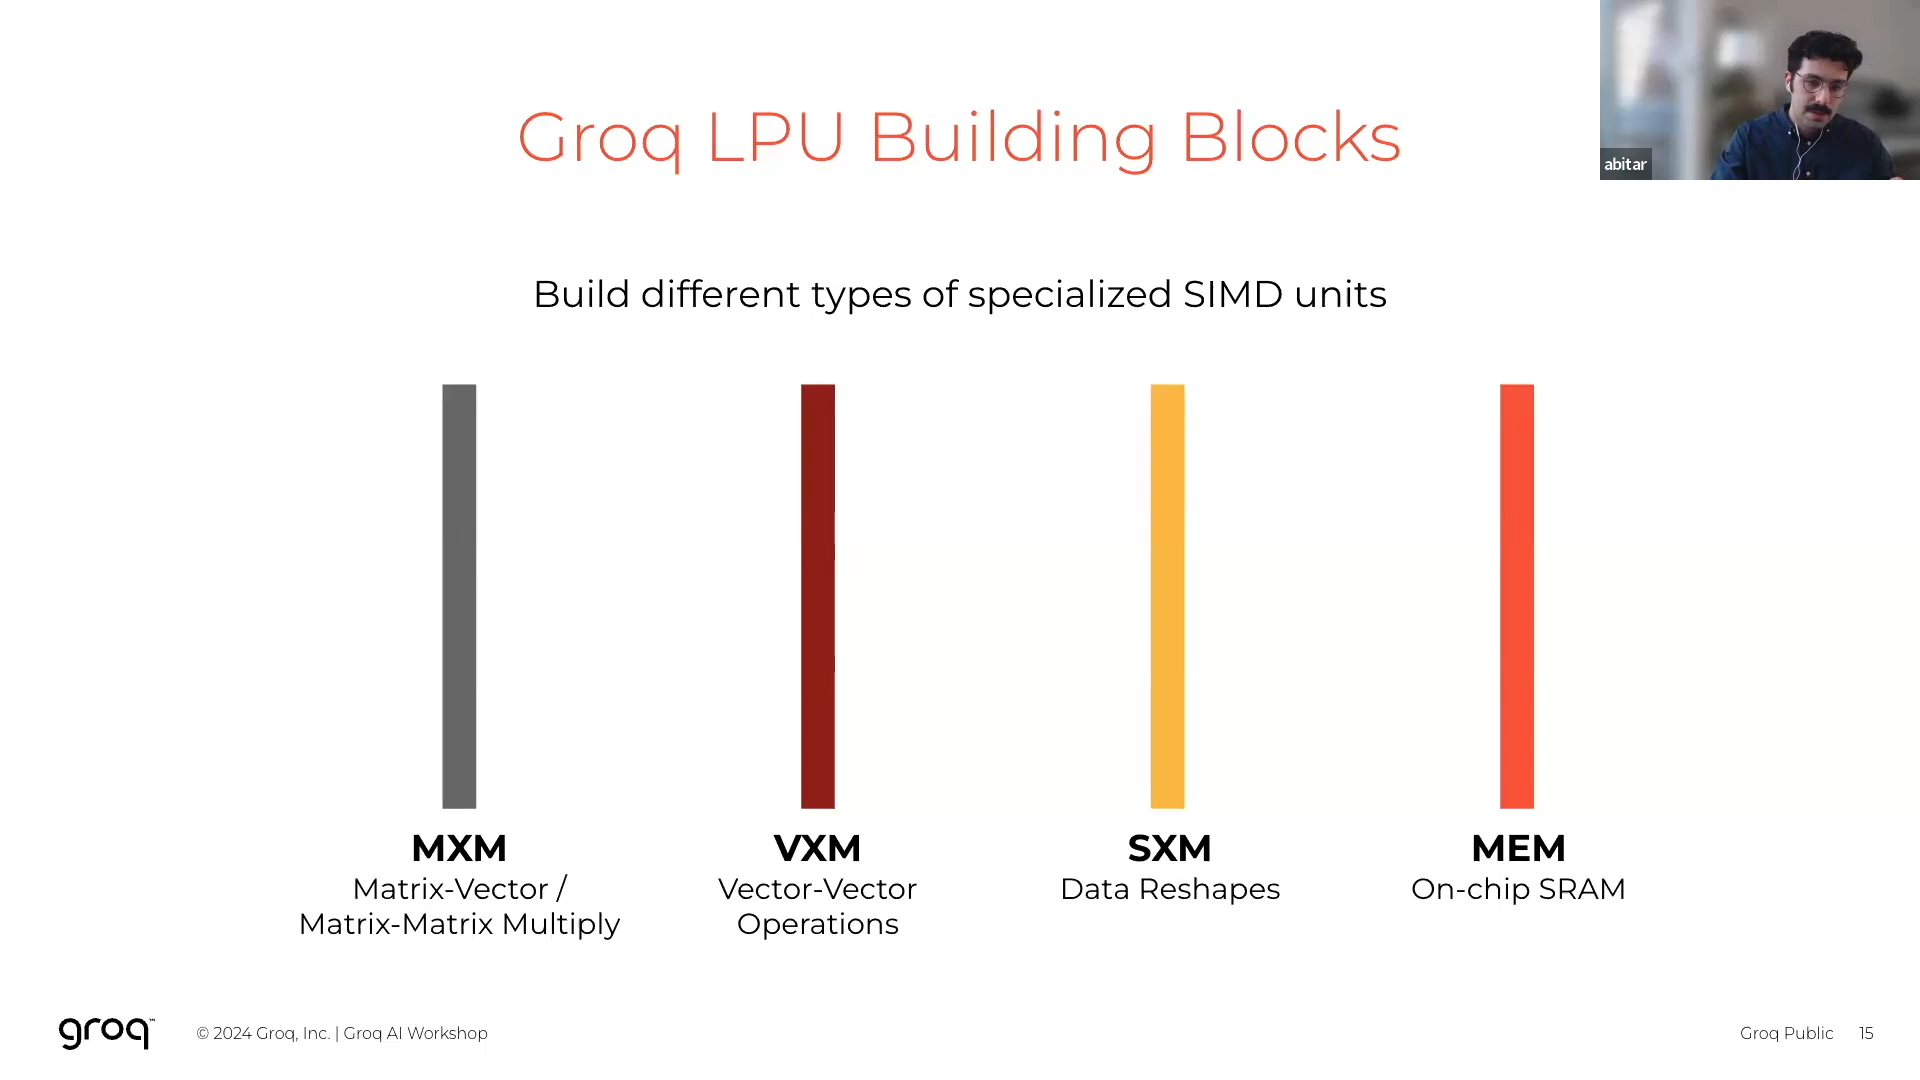 Groq LPU Building Blocks
abitar
Build different types of specialized SIMD units
MXM
Matrix-Vector /
Matrix-Matrix Multiply
VXM
Vector-Vector
Operations
SXM
Data Reshapes
MEM
On-chip SRAM
groq™
© 2024 Groq, Inc. | Groq AI Workshop
Groq Public 15